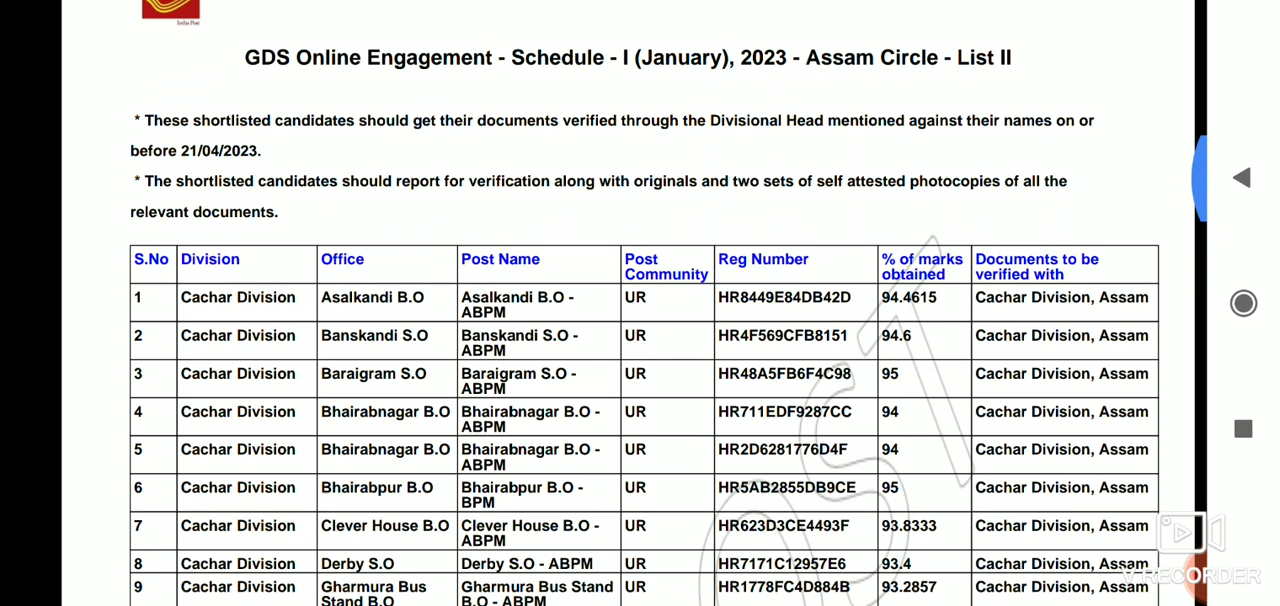 India Post
GDS Online Engagement - Schedule - I (January), 2023 - Assam Circle - List II
* These shortlisted candidates should get their documents verified through the Divisional Head mentioned against their names on or
before 21/04/2023.
* The shortlisted candidates should report for verification along with originals and two sets of self attested photocopies of all the
relevant documents.
S.No Division Office Post Name Post Community Reg Number % of marks obtained Documents to be verified with
1 Cachar Division Asalkandi B.O Asalkandi B.O - ABPM UR HR8449E84DB42D 94.4615 Cachar Division, Assam
2 Cachar Division Banskandi S.O Banskandi S.O - ABPM UR HR4F569CFB8151 94.6 Cachar Division, Assam
3 Cachar Division Baraigram S.O Baraigram S.O - ABPM UR HR48A5FB6F4C98 95 Cachar Division, Assam
4 Cachar Division Bhairabnagar B.O Bhairabnagar B.O - ABPM UR HR711EDF9287CC 94 Cachar Division, Assam
5 Cachar Division Bhairabnagar B.O Bhairabnagar B.O - ABPM UR HR2D6281776D4F 94 Cachar Division, Assam
6 Cachar Division Bhairabpur B.O Bhairabpur B.O - BPM UR HR5AB2855DB9CE 95 Cachar Division, Assam
7 Cachar Division Clever House B.O Clever House B.O - ABPM UR HR623D3CE4493F 93.8333 Cachar Division, Assam
8 Cachar Division Derby S.O Derby S.O - ABPM UR HR7171C12957E6 93.4 Cachar Division, Assam
9 Cachar Division Gharmura Bus Stand B.O Gharmura Bus Stand B.O - ABPM UR HR1778FC4D884B 93.2857 Cachar Division, Assam
V RECORDER